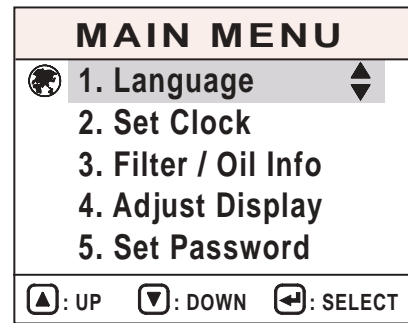 MAIN MENU
1. Language
2. Set Clock
3. Filter / Oil Info
4. Adjust Display
5. Set Password
: UP : DOWN : SELECT